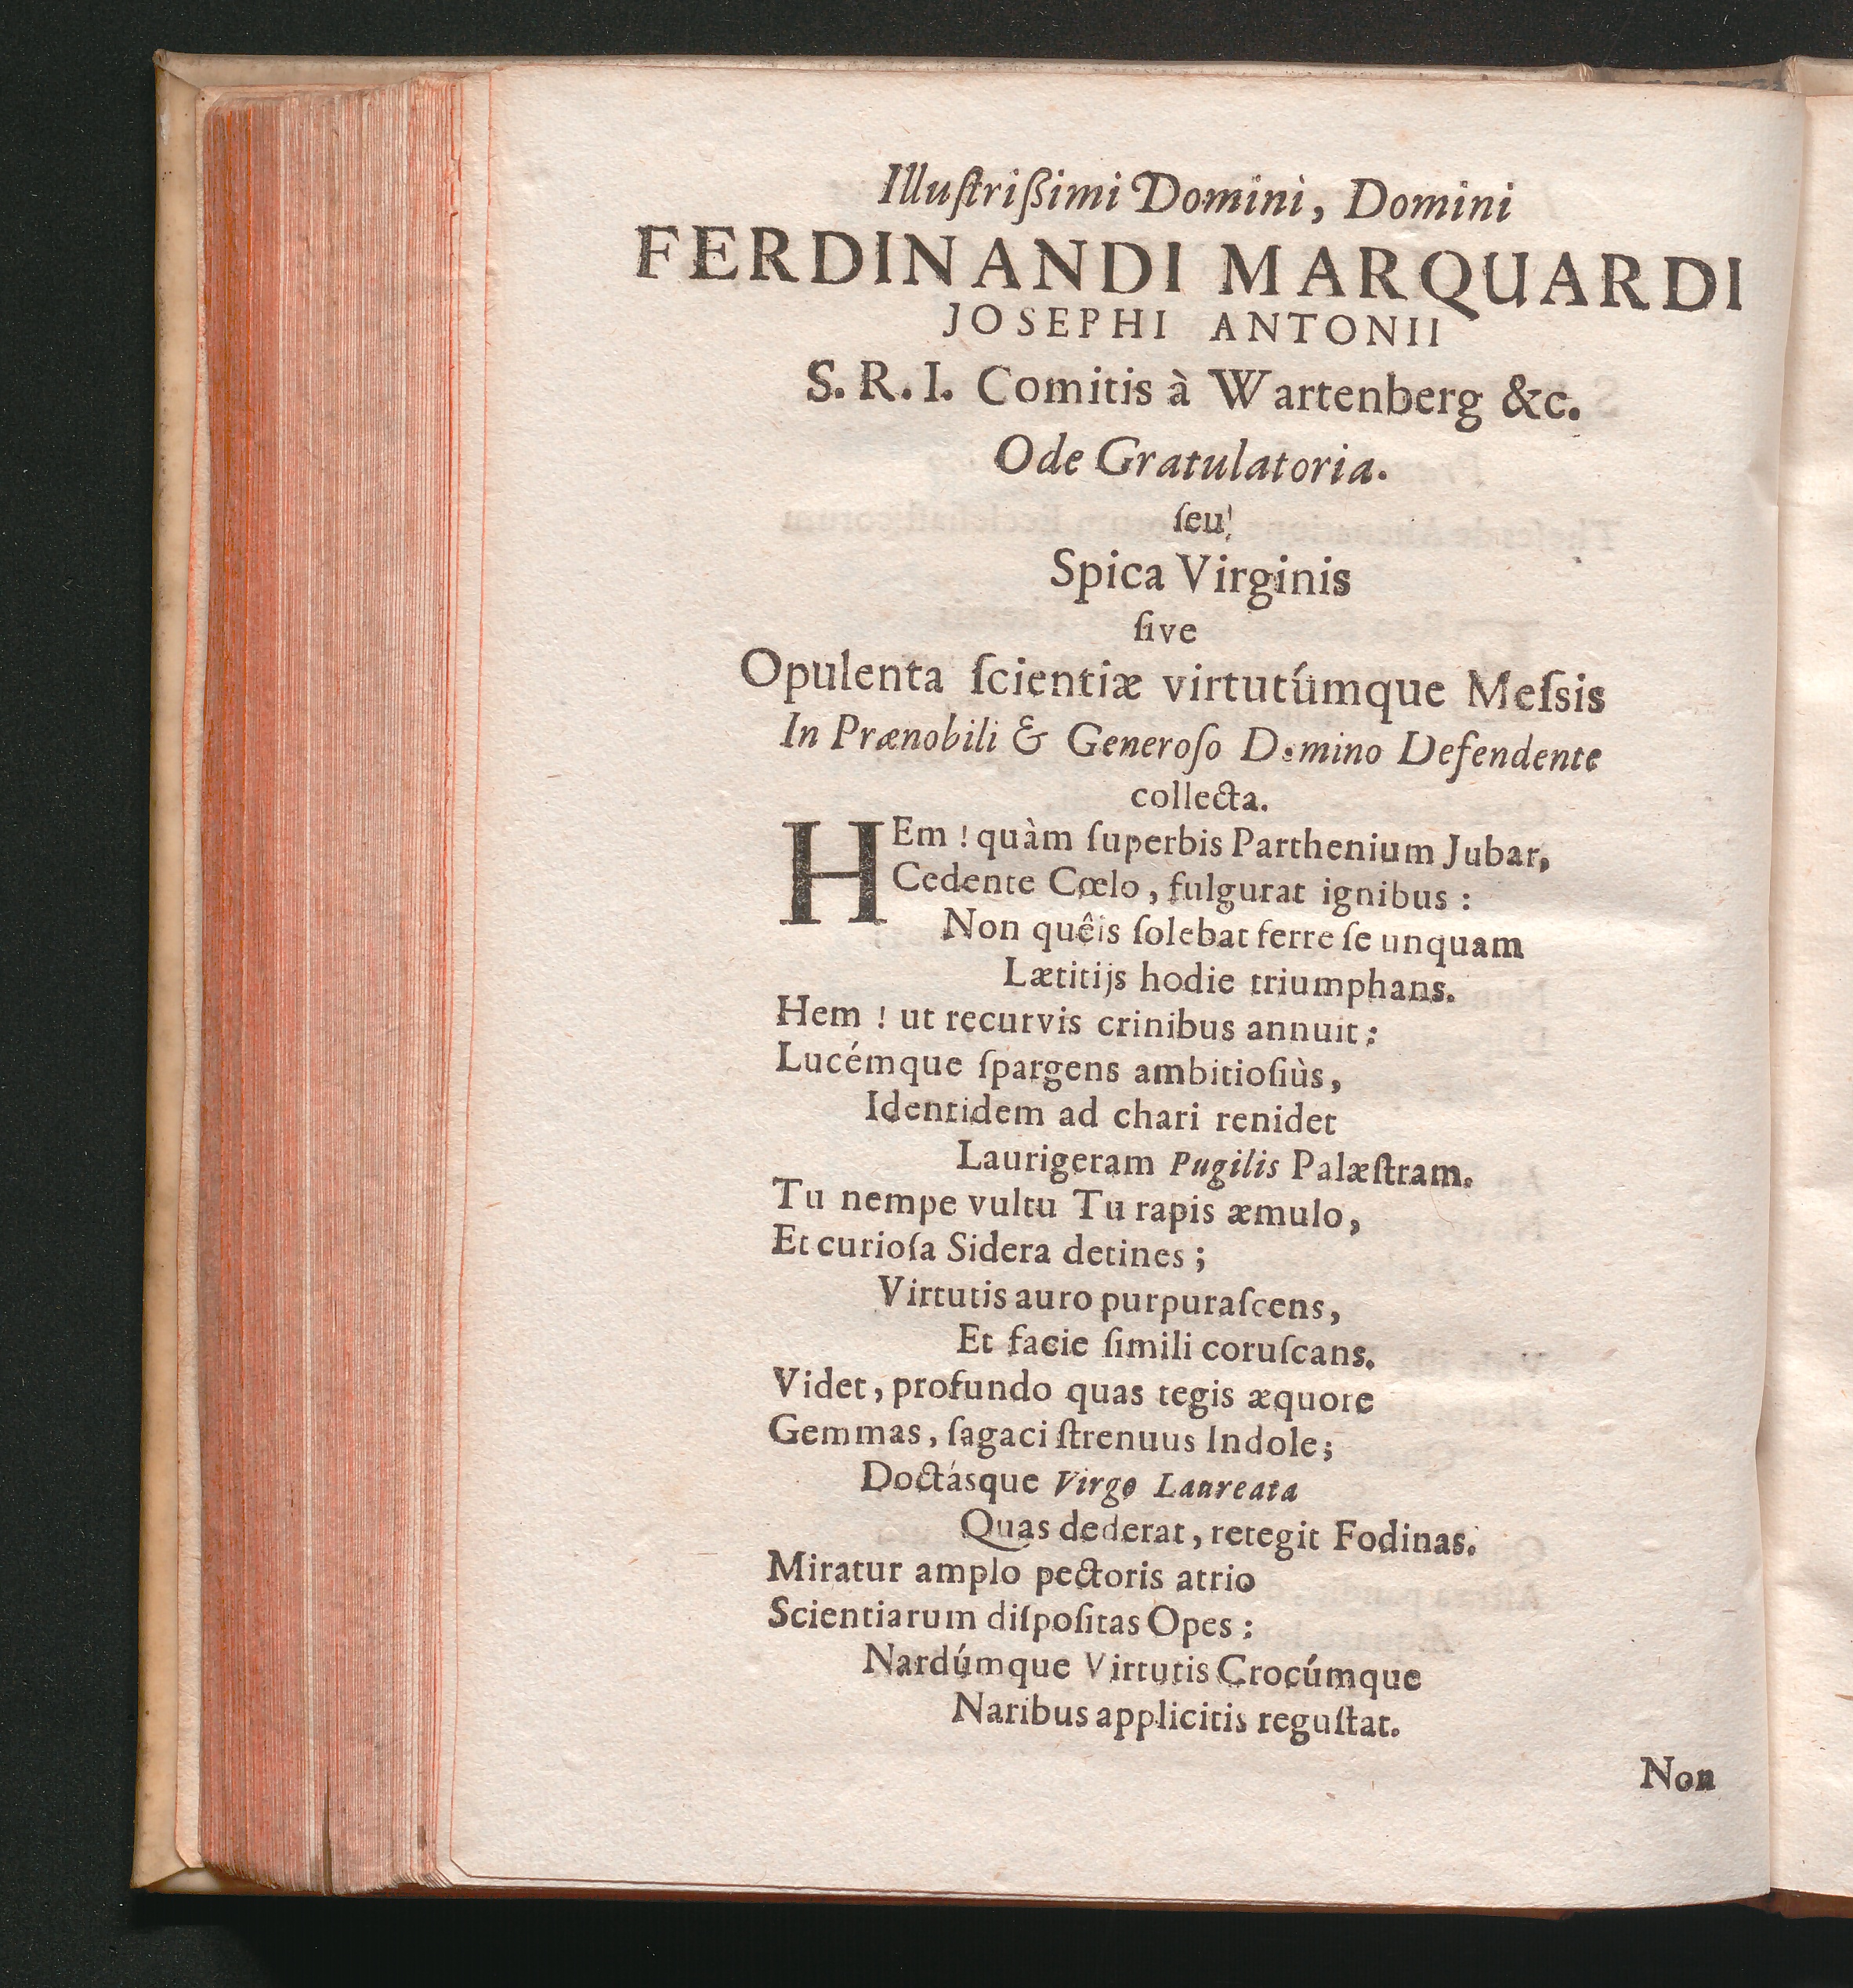 Illuſtrißimi Domini, Domini
FERDINANDI MARQUARDI
JOSEPHI ANTONII
S. R. I. Comitis à Wartenberg &c.
Ode Gratulatoria.
ſeu
Spica Virginis
ſive
Opulenta ſcientiæ virtutúmque Meſsis
In Prænobili & Generoſo Domino Defendente
collecta.
HEm ! quàm ſuperbis Parthenium Jubar,
Cedente Cœlo, fulgurat ignibus :
Non quêis ſolebat ferre ſe unquam
Lætitijs hodie triumphans.
Hem ! ut recurvis crinibus annuit :
Lucémque ſpargens ambitioſiùs,
Identidem ad chari renidet
Laurigeram Pugilis Palæſtram.
Tu nempe vultu Tu rapis æmulo,
Et curioſa Sidera detines ;
Virtutis auro purpuraſcens,
Et facie ſimili coruſcans.
Videt, profundo quas tegis æquore
Gemmas, ſagaci ſtrenuus Indole;
Doctásque Virgo Laureata
Quas dederat, retegit Fodinas.
Miratur amplo pectoris atrio
Scientiarum diſpoſitas Opes :
Nardúmque Virtutis Crocúmque
Naribus applicitis reguſtat.
Non